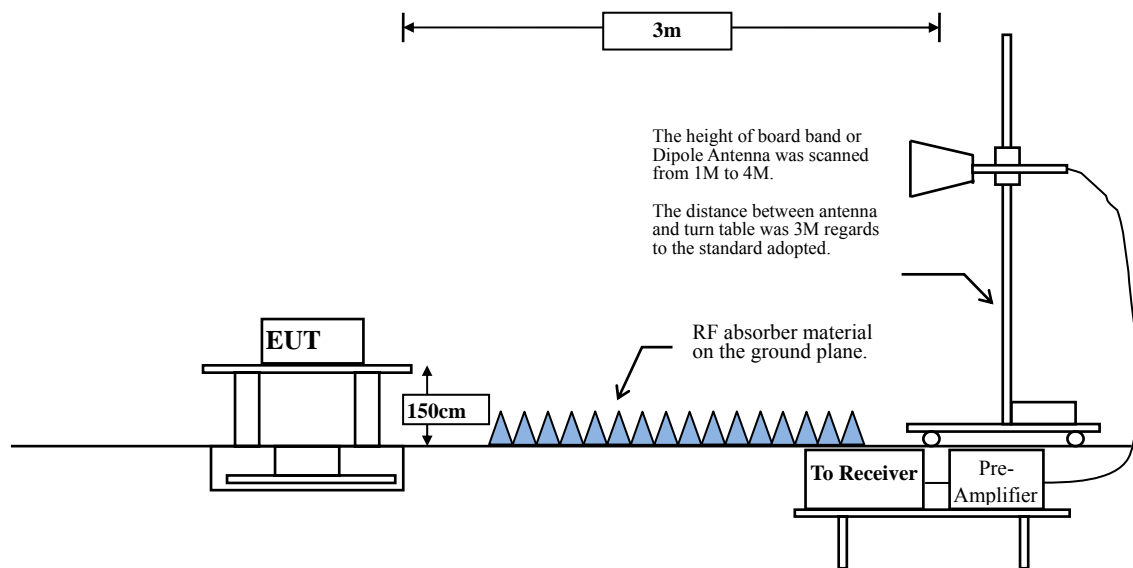 3m
The height of board band or
Dipole Antenna was scanned
from 1M to 4M.
The distance between antenna
and turn table was 3M regards
to the standard adopted.
EUT
RF absorber material
on the ground plane.
150cm
To Receiver
Pre-
Amplifier